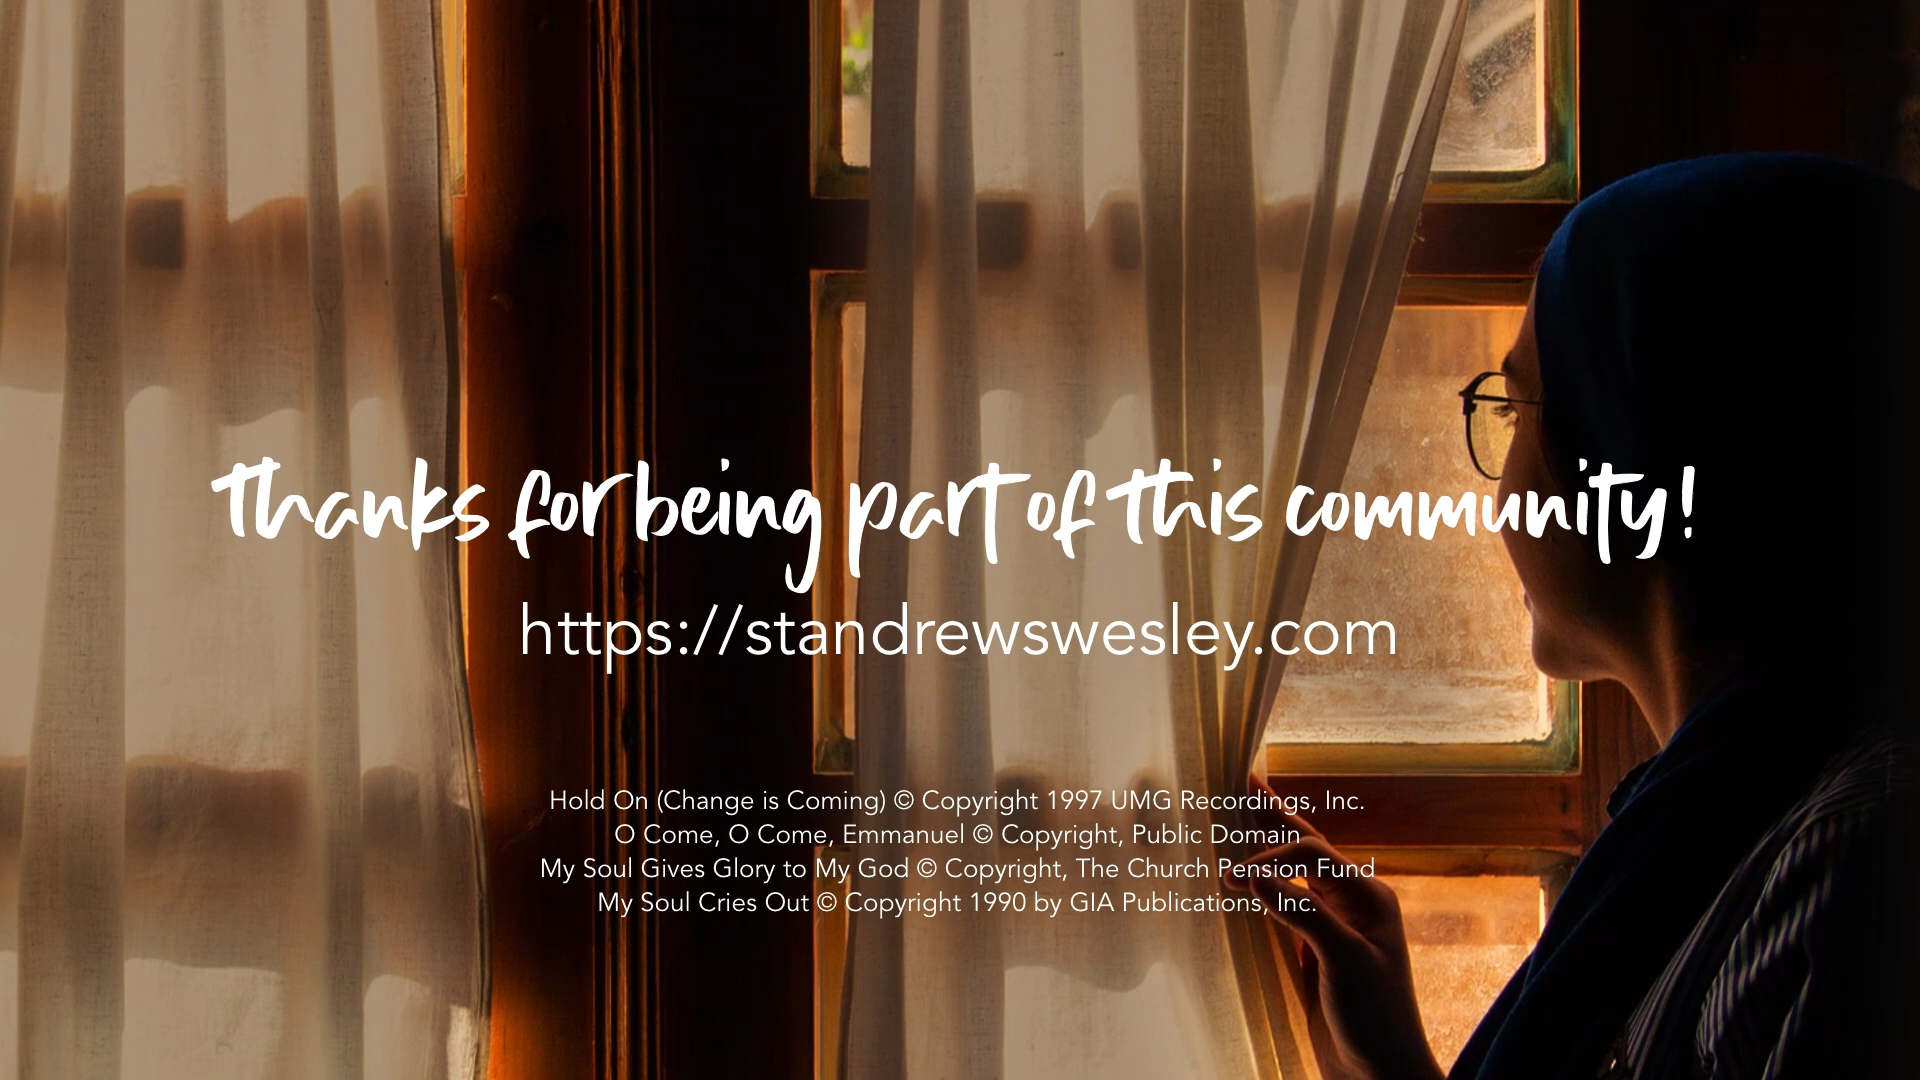 Thanks for being part of this community!
https://standrewswesley.com
Hold On (Change is Coming) © Copyright 1997 UMG Recordings, Inc.
O Come, O Come, Emmanuel © Copyright, Public Domain
My Soul Gives Glory to My God © Copyright, The Church Pension Fund
My Soul Cries Out © Copyright 1990 by GIA Publications, Inc.